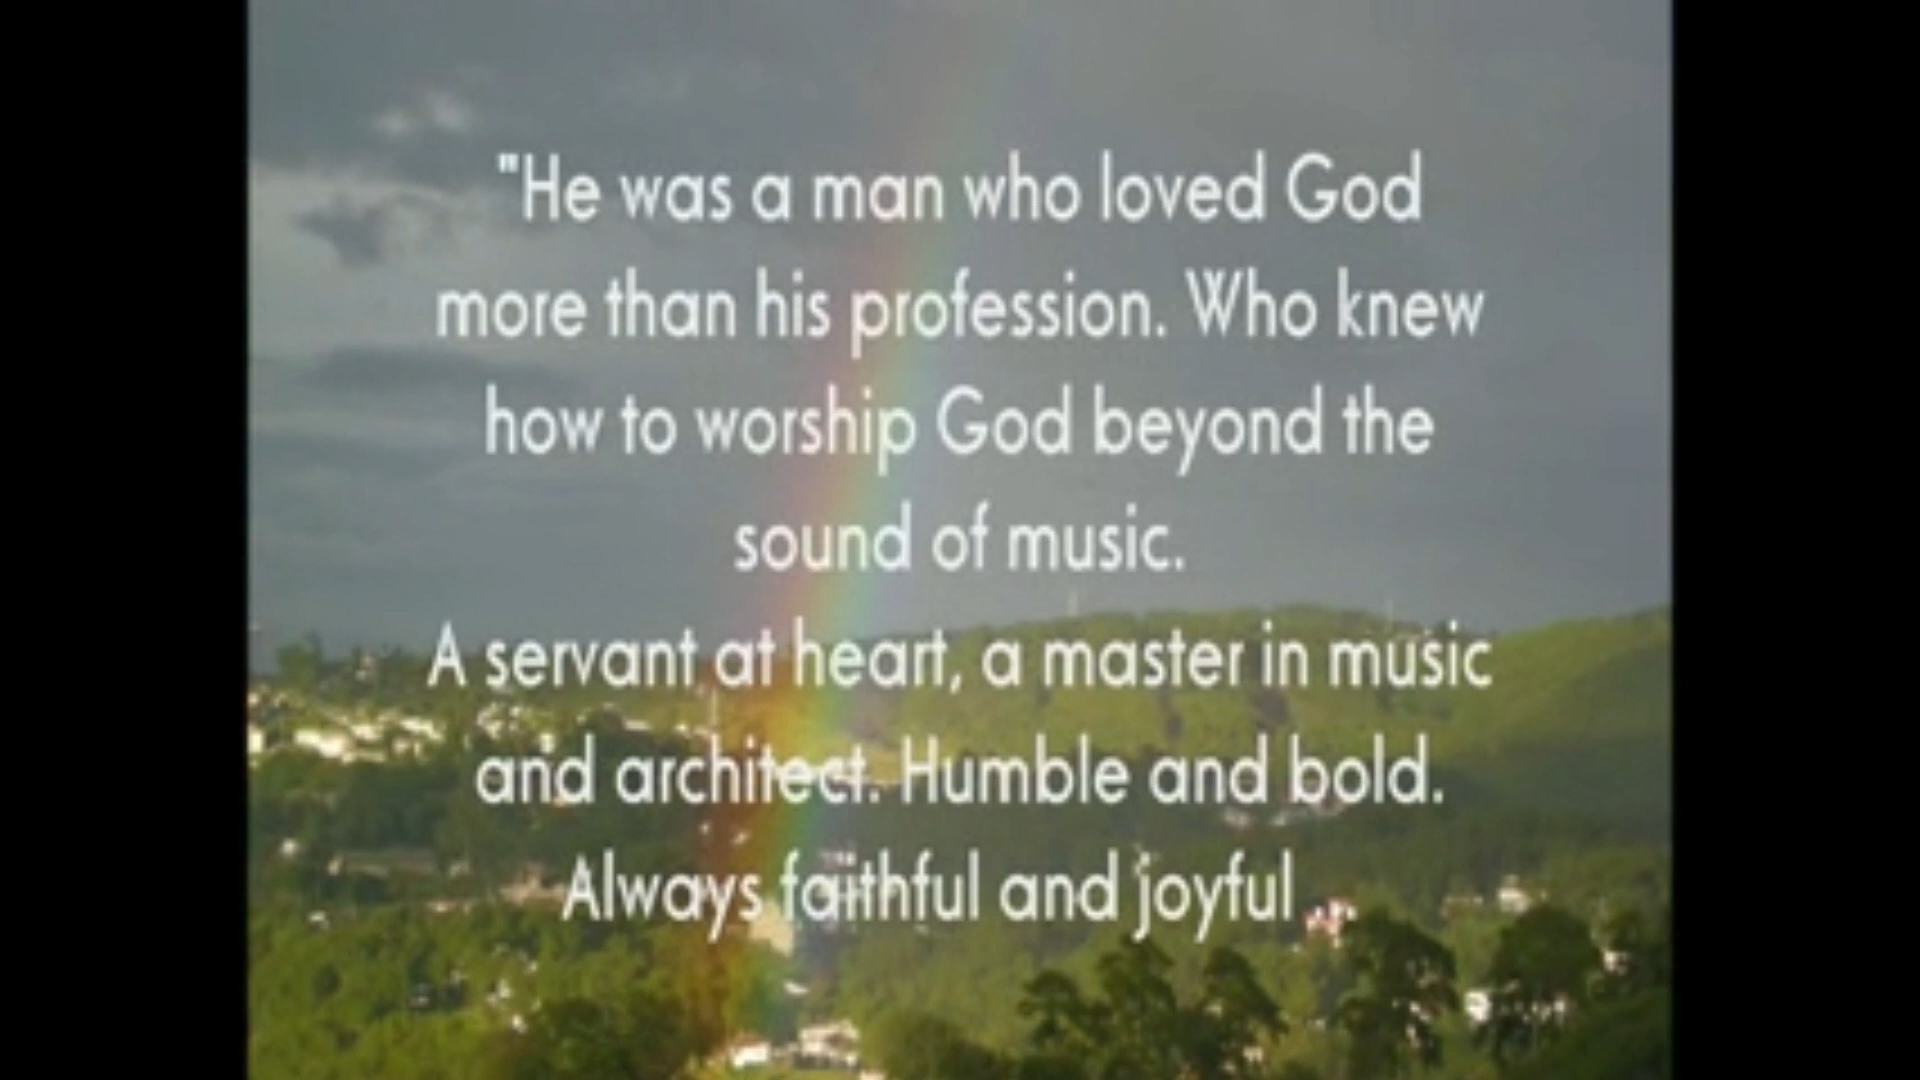 "He was a man who loved God
more than his profession. Who knew
how to worship God beyond the
sound of music.
A servant at heart, a master in music
and architect. Humble and bold.
Always faithful and joyful ...